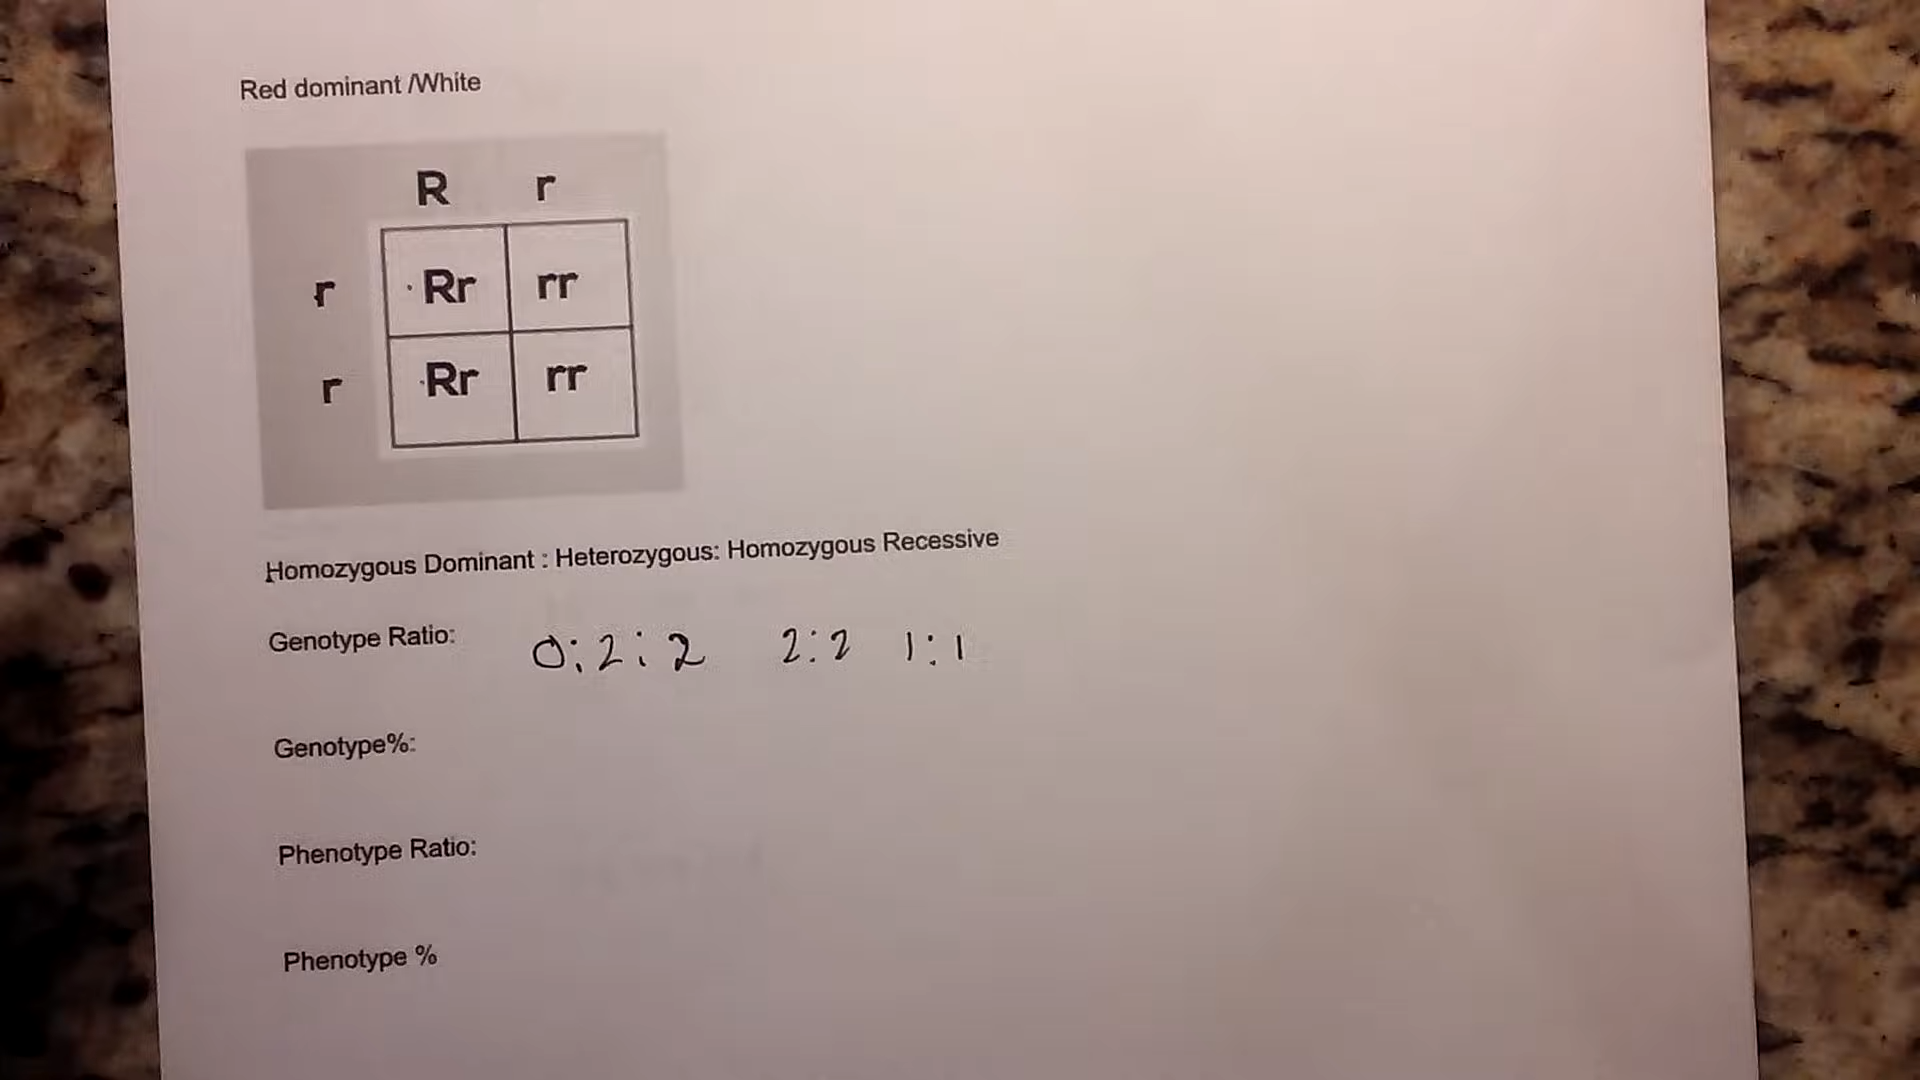 Red dominant /White
R r
r Rr rr
r Rr rr
Homozygous Dominant : Heterozygous: Homozygous Recessive
Genotype Ratio: 0:2:2 2:2 1:1
Genotype%:
Phenotype Ratio:
Phenotype %